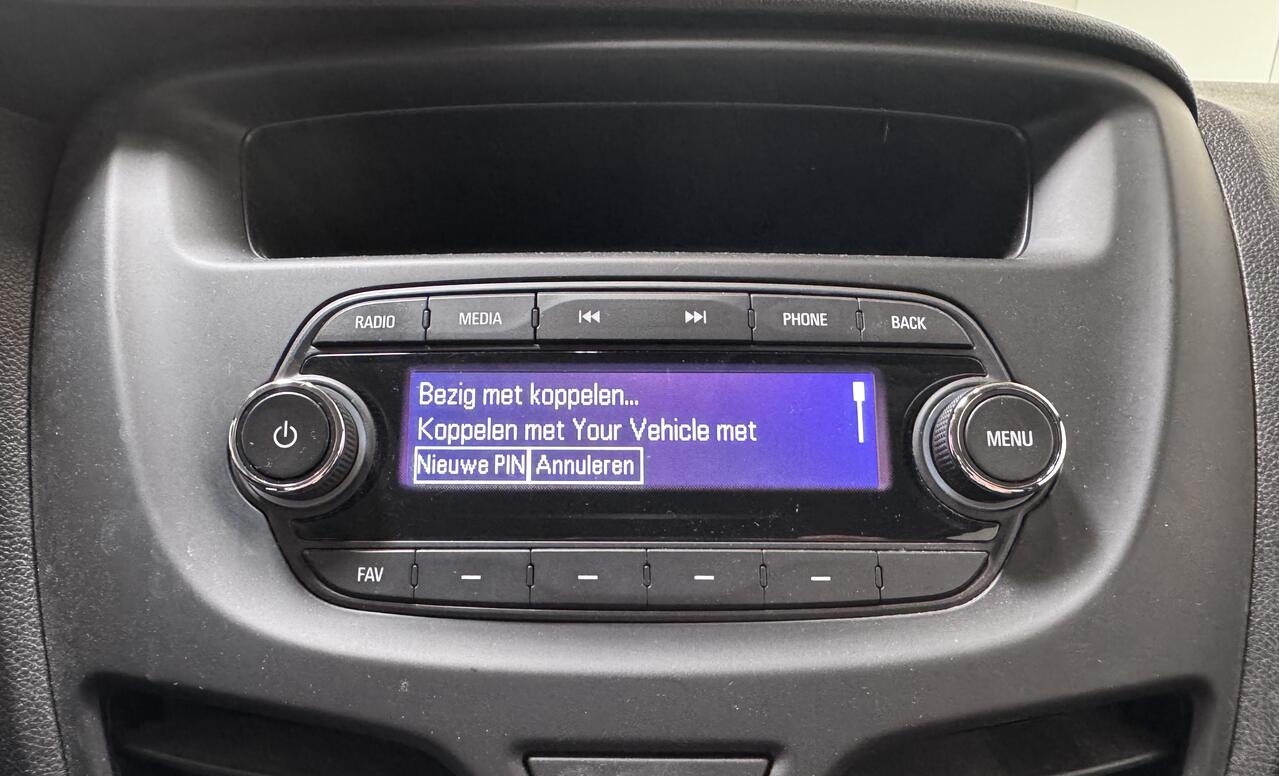 RADIO MEDIA PHONE BACK
Bezig met koppelen...
Koppelen met Your Vehicle met
Nieuwe PIN Annuleren
MENU
FAV